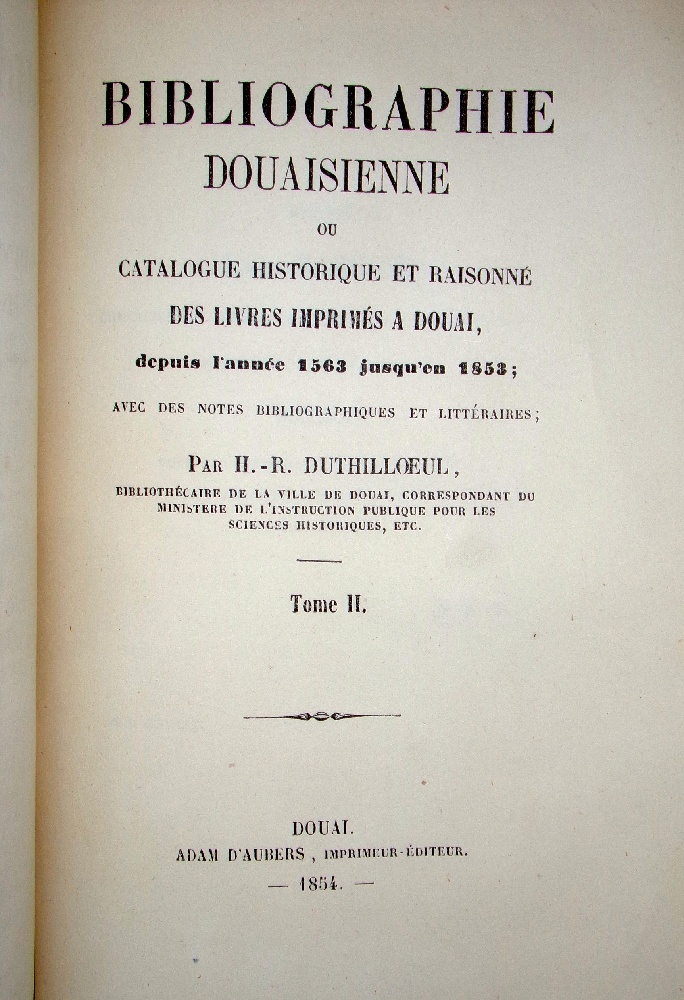 BIBLIOGRAPHIE
DOUAISIENNE
OU
CATALOGUE HISTORIQUE ET RAISONNÉ
DES LIVRES IMPRIMÉS A DOUAI,
depuis l'année 1563 jusqu'en 1853;
AVEC DES NOTES BIBLIOGRAPHIQUES ET LITTÉRAIRES;
PAR H.-R. DUTHILLŒUL,
BIBLIOTHÉCAIRE DE LA VILLE DE DOUAI, CORRESPONDANT DU
MINISTERE DE L'INSTRUCTION PUBLIQUE POUR LES
SCIENCES HISTORIQUES, ETC.
Tome II.
DOUAI.
ADAM D'AUBERS, IMPRIMEUR-ÉDITEUR.
— 1854. —